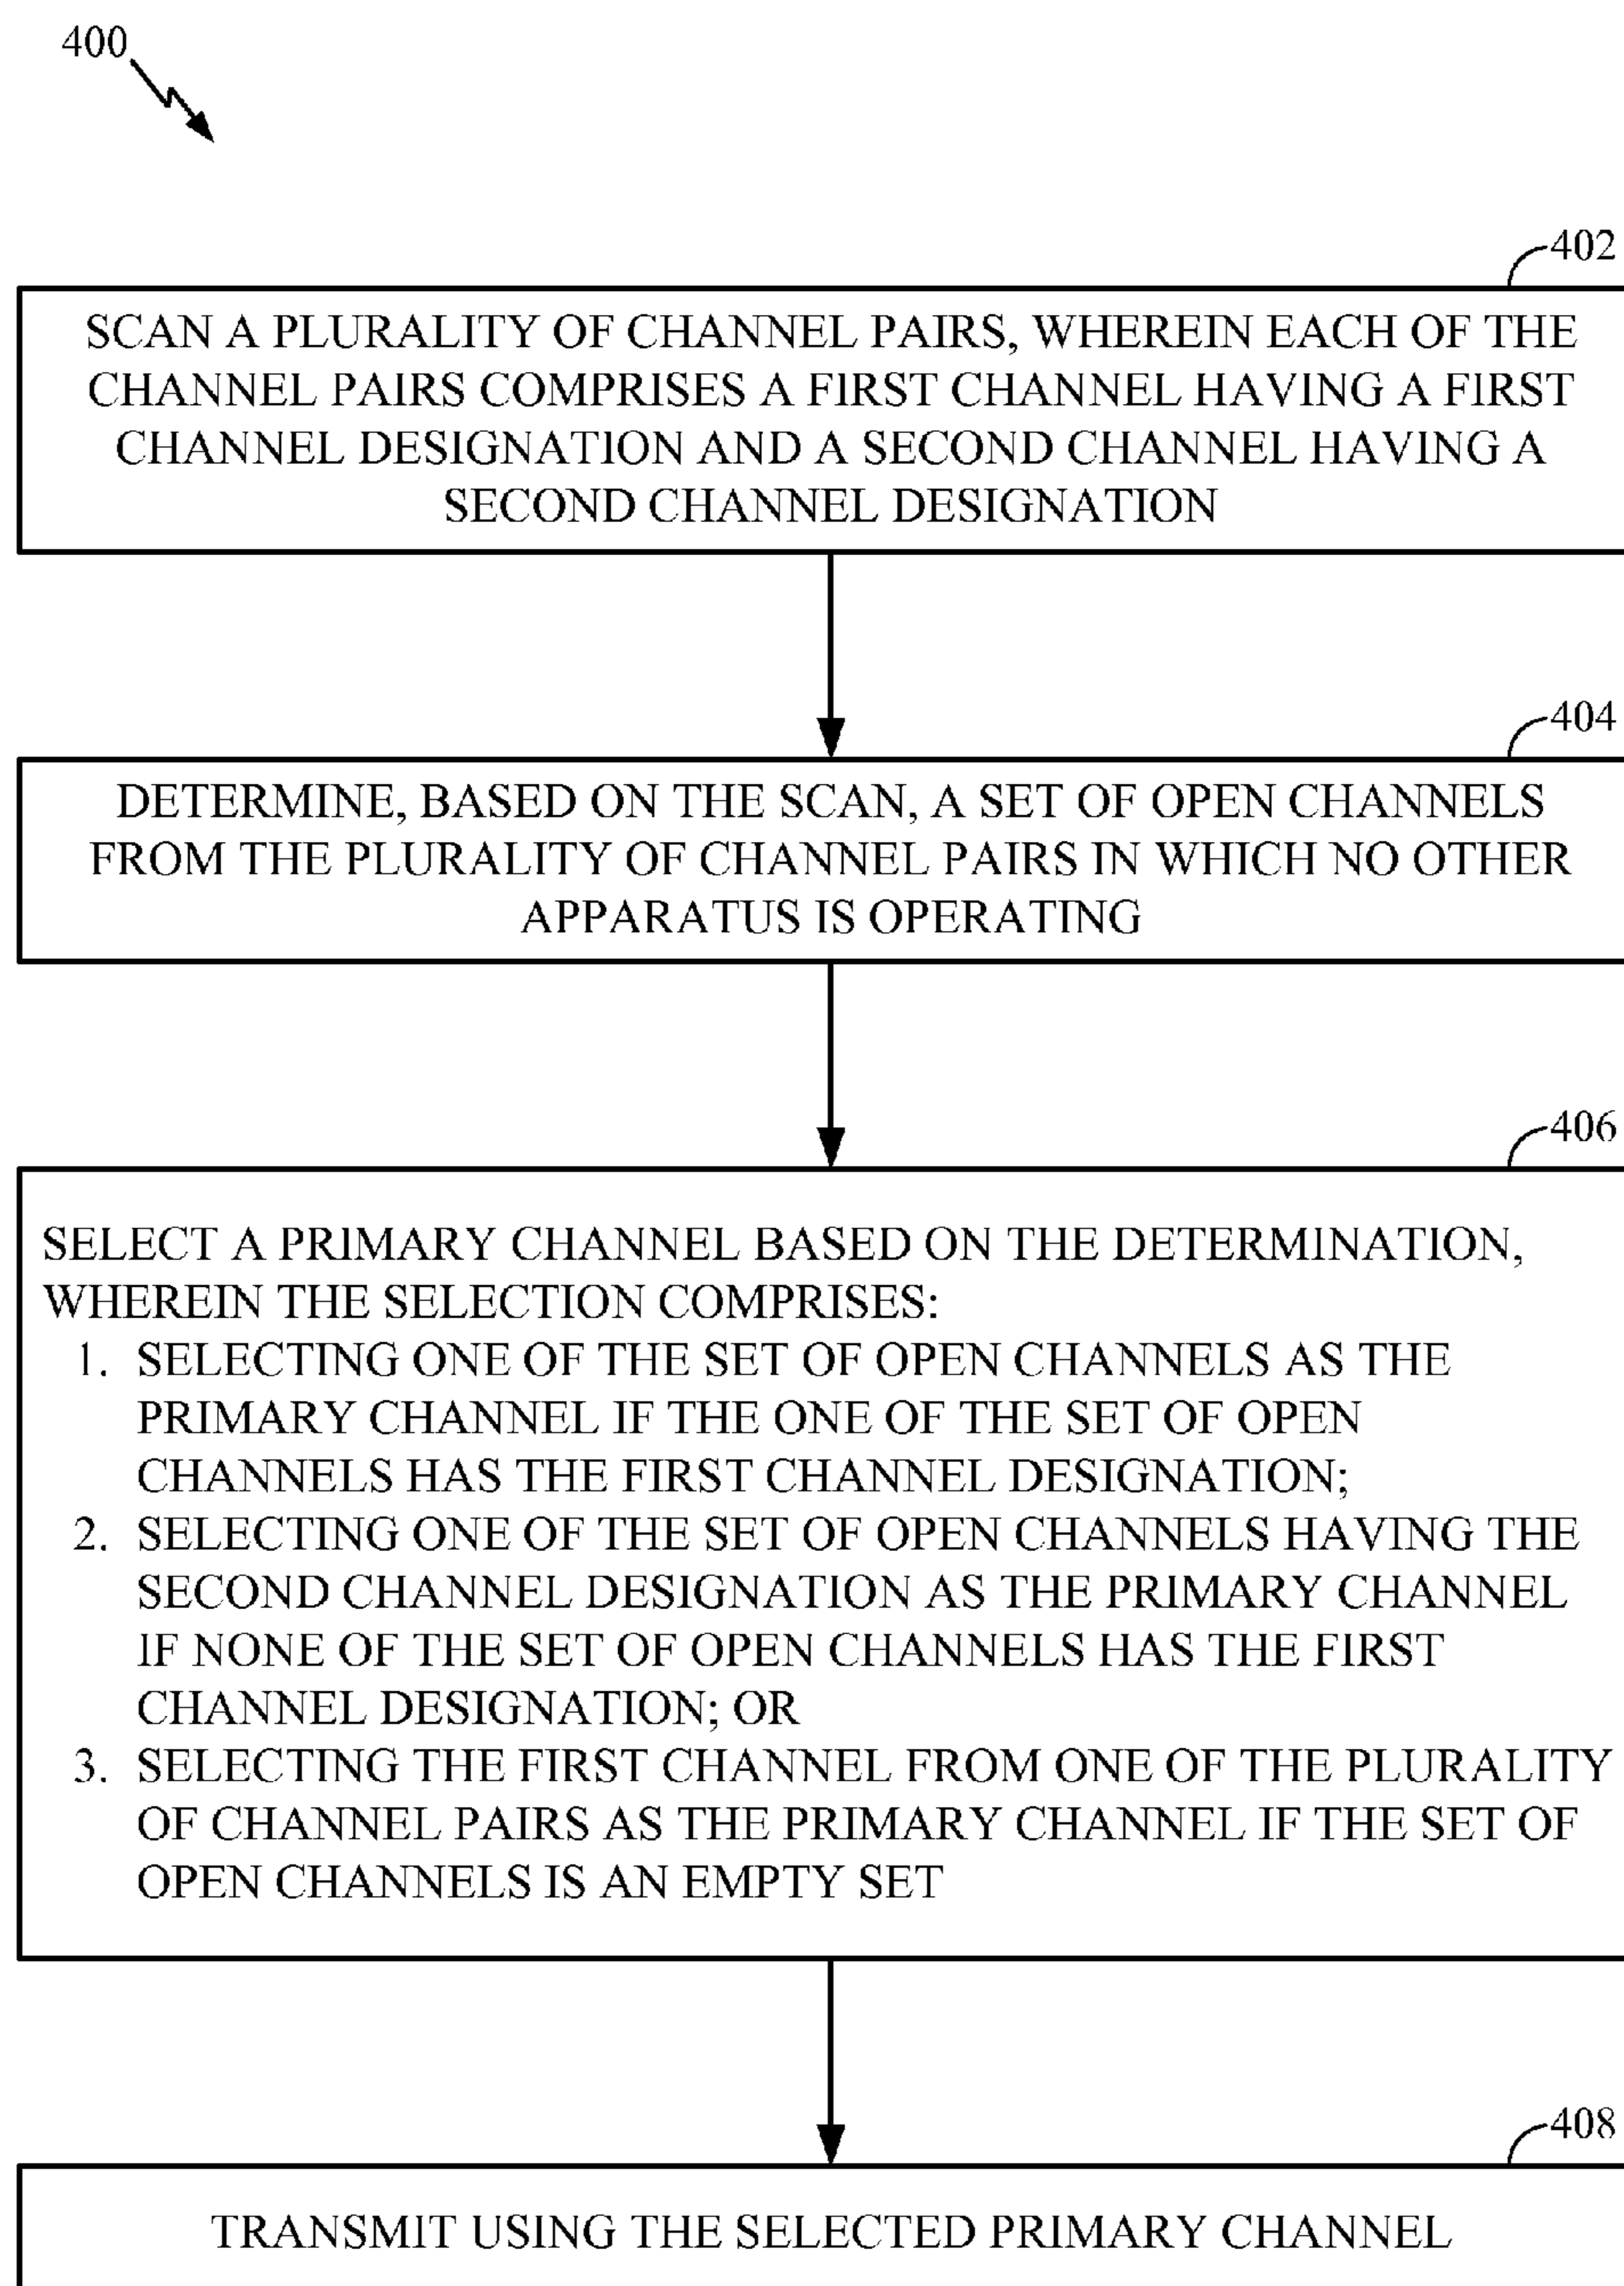 400
402
SCAN A PLURALITY OF CHANNEL PAIRS, WHEREIN EACH OF THE
CHANNEL PAIRS COMPRISES A FIRST CHANNEL HAVING A FIRST
CHANNEL DESIGNATION AND A SECOND CHANNEL HAVING A
SECOND CHANNEL DESIGNATION
404
DETERMINE, BASED ON THE SCAN, A SET OF OPEN CHANNELS
FROM THE PLURALITY OF CHANNEL PAIRS IN WHICH NO OTHER
APPARATUS IS OPERATING
406
SELECT A PRIMARY CHANNEL BASED ON THE DETERMINATION,
WHEREIN THE SELECTION COMPRISES:
1. SELECTING ONE OF THE SET OF OPEN CHANNELS AS THE
PRIMARY CHANNEL IF THE ONE OF THE SET OF OPEN
CHANNELS HAS THE FIRST CHANNEL DESIGNATION;
2. SELECTING ONE OF THE SET OF OPEN CHANNELS HAVING THE
SECOND CHANNEL DESIGNATION AS THE PRIMARY CHANNEL
IF NONE OF THE SET OF OPEN CHANNELS HAS THE FIRST
CHANNEL DESIGNATION; OR
3. SELECTING THE FIRST CHANNEL FROM ONE OF THE PLURALITY
OF CHANNEL PAIRS AS THE PRIMARY CHANNEL IF THE SET OF
OPEN CHANNELS IS AN EMPTY SET
408
TRANSMIT USING THE SELECTED PRIMARY CHANNEL